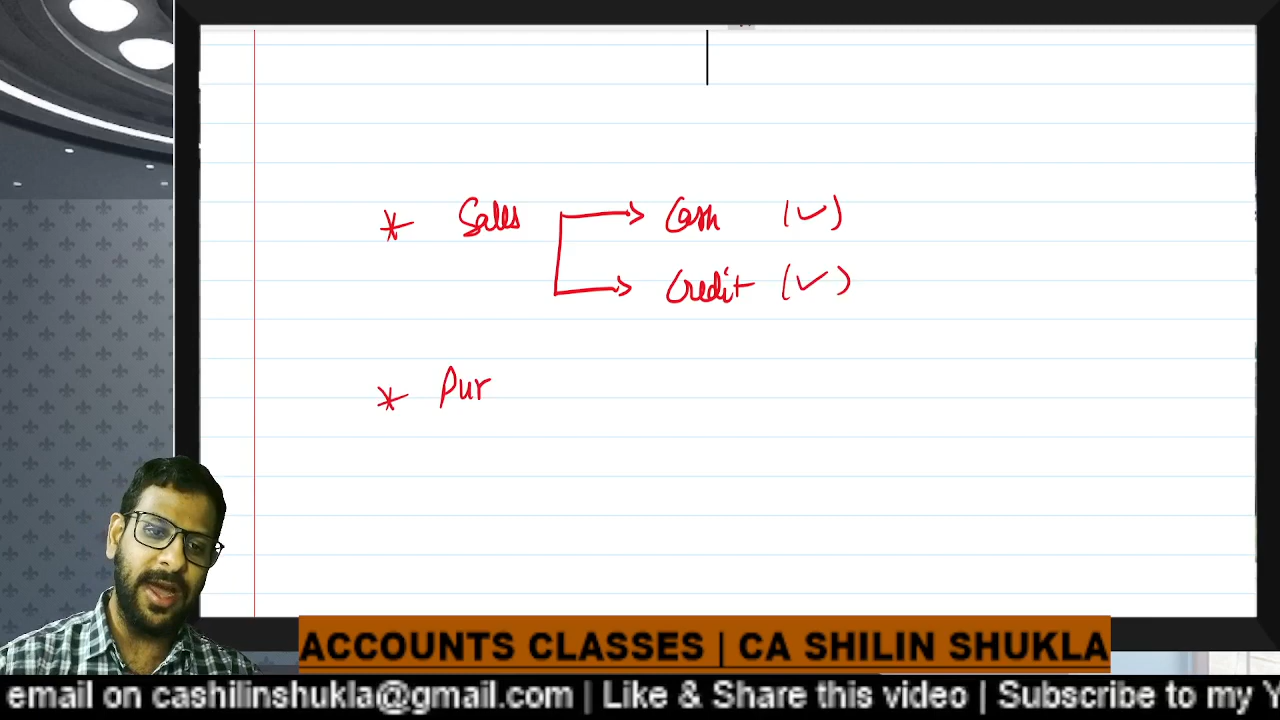 * Sales → Cash (✓)
→ Credit (✓)
* Pur
ACCOUNTS CLASSES | CA SHILIN SHUKLA
email on cashilinshukla@gmail.com | Like & Share this video | Subscribe to my Y